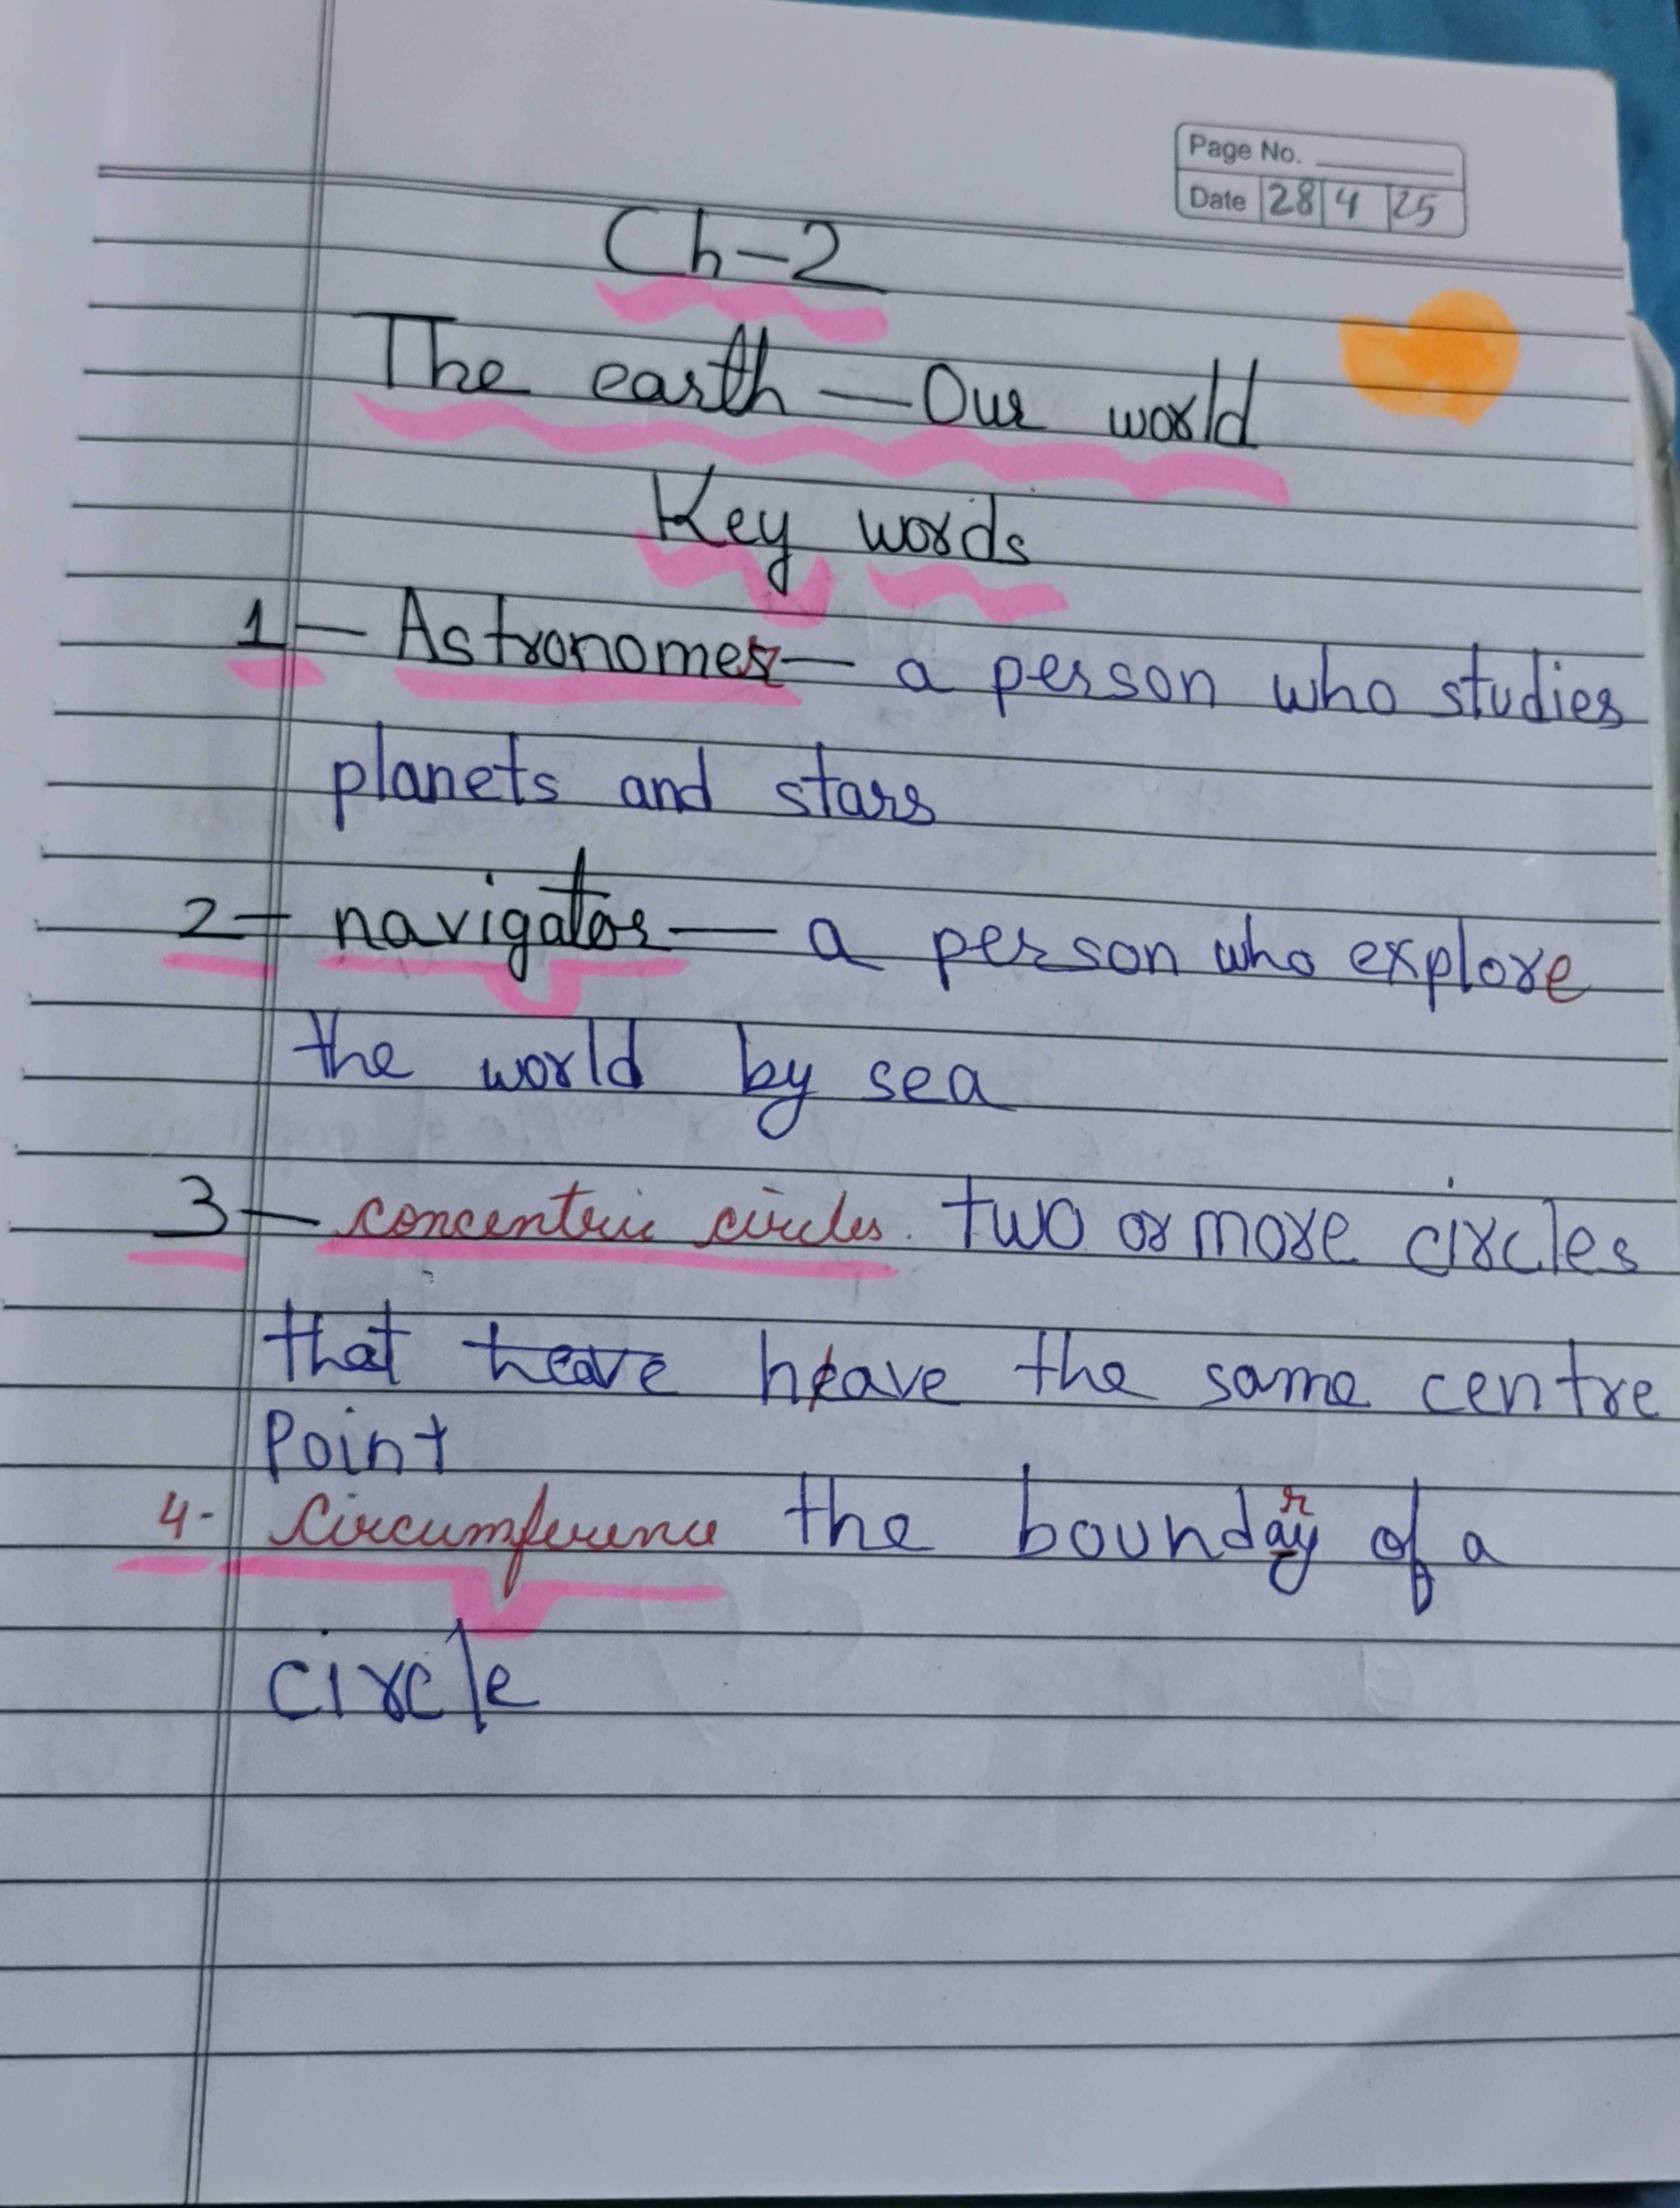 Page No.
Date 28 4 25
Ch-2
The earth — Our world
Key words
1 — Astronomer — a person who studies
planets and stars
2 — navigator — a person who explore
the world by sea
3 — concentric circles. two or more circles
that heave have the same centre
Point
4- circumference the boundary of a
circle